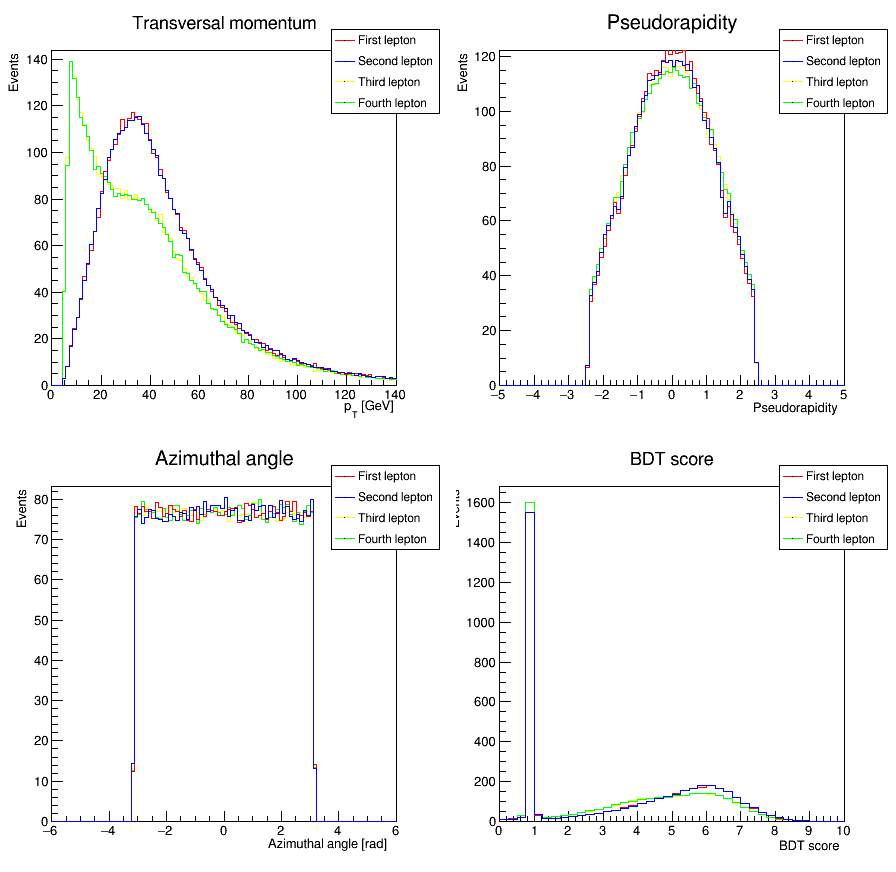 Transversal momentum
First lepton
Second lepton
Third lepton
Fourth lepton
Events
140
120
100
80
60
40
20
0
0 20 40 60 80 100 120 140
p_T [GeV]
Pseudorapidity
First lepton
Second lepton
Third lepton
Fourth lepton
Events
120
100
80
60
40
20
0
−5 −4 −3 −2 −1 0 1 2 3 4 5
Pseudorapidity
Azimuthal angle
First lepton
Second lepton
Third lepton
Fourth lepton
Events
80
70
60
50
40
30
20
10
0
−6 −4 −2 0 2 4 6
Azimuthal angle [rad]
BDT score
First lepton
Second lepton
Third lepton
Fourth lepton
Events
1600
1400
1200
1000
800
600
400
200
0
0 1 2 3 4 5 6 7 8 9 10
BDT score